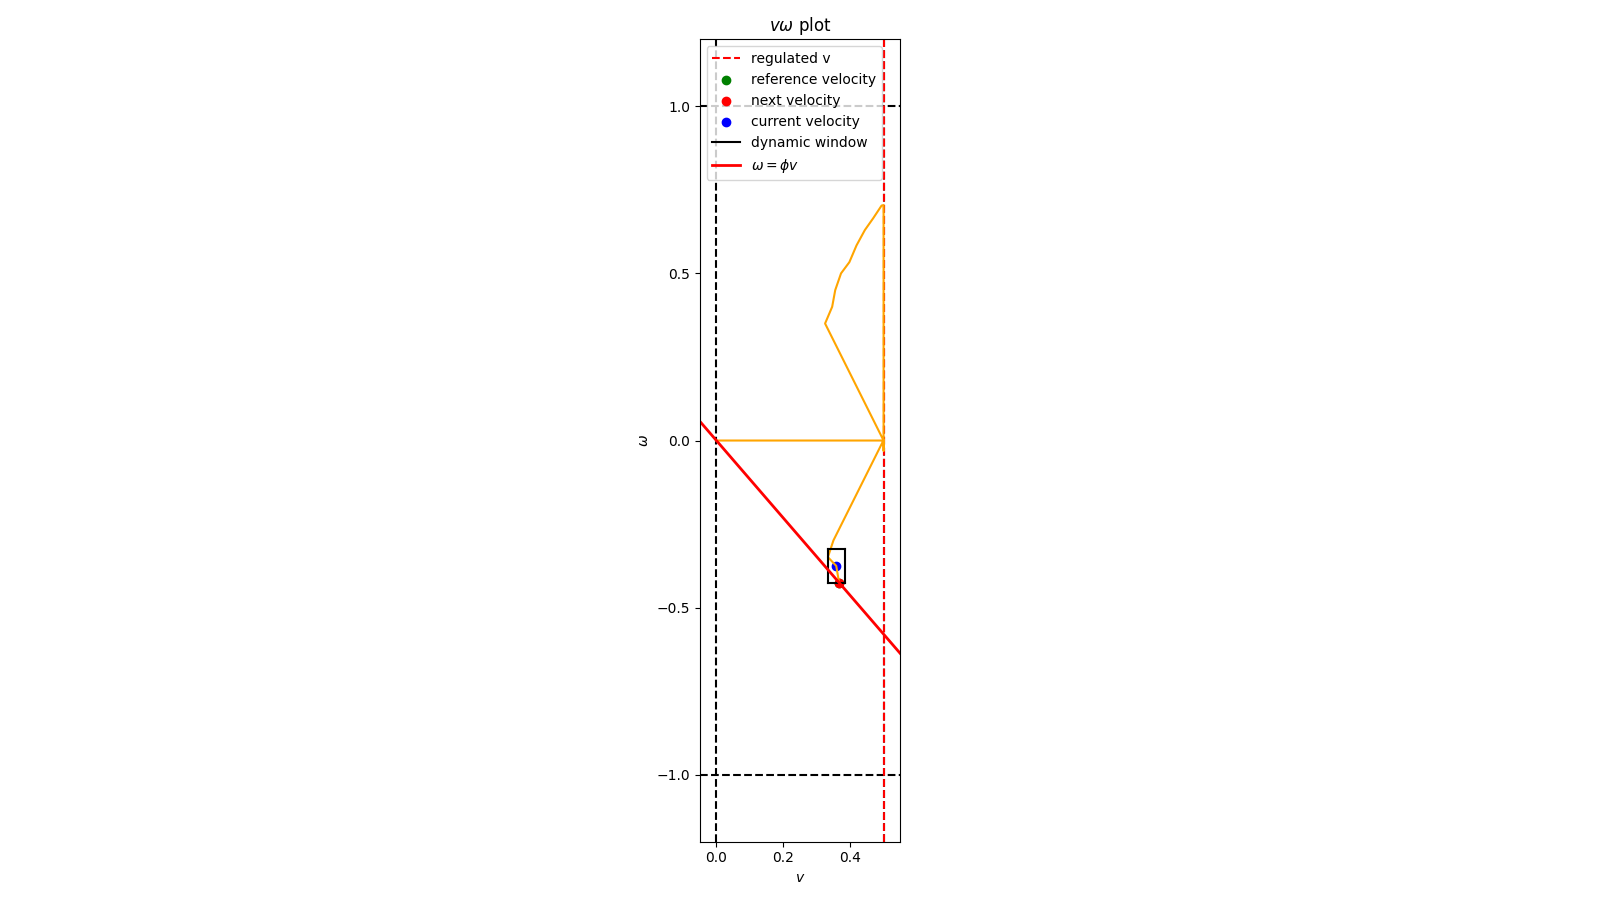 vω plot
regulated v
reference velocity
next velocity
current velocity
dynamic window
ω = ϕv
1.0
0.5
0.0
−0.5
−1.0
ω
0.0 0.2 0.4
v